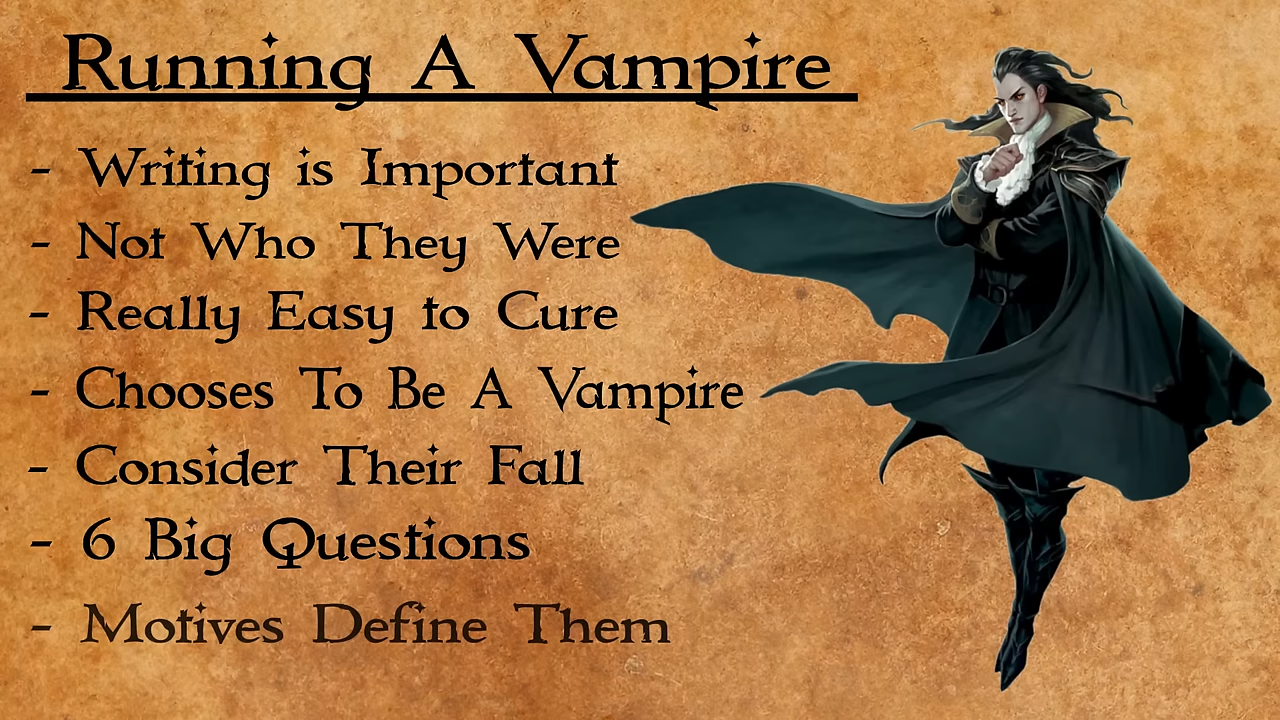 Running A Vampire
- Writing is Important
- Not Who They Were
- Really Easy to Cure
- Chooses To Be A Vampire
- Consider Their Fall
- 6 Big Questions
- Motives Define Them